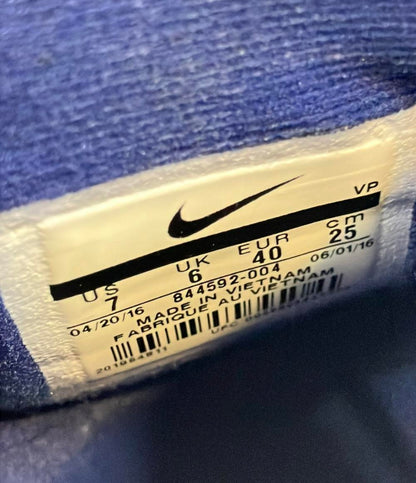 VP
US UK EUR cm
7 6 40 25
04/20/16 844592-004 06/01/16
MADE IN VIETNAM
FABRIQUE AU VIETNAM
UPC